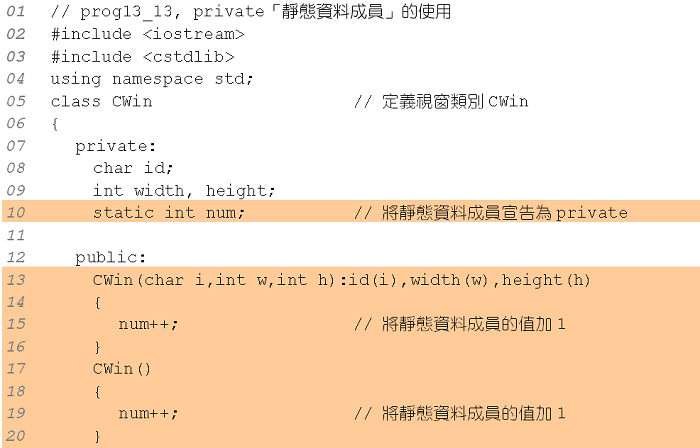 01 // prog13_13, private「靜態資料成員」的使用
02 #include <iostream>
03 #include <cstdlib>
04 using namespace std;
05 class CWin // 定義視窗類別 CWin
06 {
07 private:
08 char id;
09 int width, height;
10 static int num; // 將靜態資料成員宣告為 private
11
12 public:
13 CWin(char i,int w,int h):id(i),width(w),height(h)
14 {
15 num++; // 將靜態資料成員的值加 1
16 }
17 CWin()
18 {
19 num++; // 將靜態資料成員的值加 1
20 }